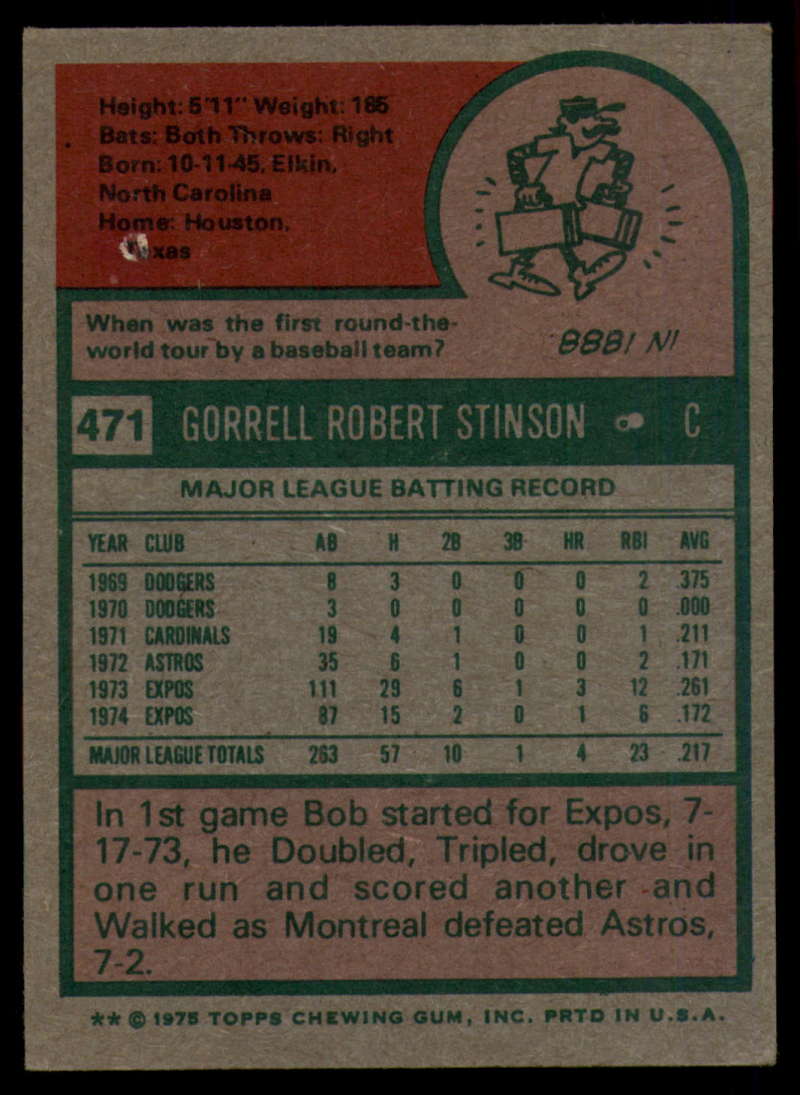 Height: 5'11" Weight: 185
Bats: Both Throws: Right
Born: 10-11-45, Elkin,
North Carolina
Home: Houston,
Texas
When was the first round-the-
world tour by a baseball team?
IN 1888
471 GORRELL ROBERT STINSON C
MAJOR LEAGUE BATTING RECORD
YEAR CLUB AB H 2B 3B HR RBI AVG
1969 DODGERS 8 3 0 0 0 2 .375
1970 DODGERS 3 0 0 0 0 0 .000
1971 CARDINALS 19 4 1 0 0 1 .211
1972 ASTROS 35 6 1 0 0 2 .171
1973 EXPOS 111 29 6 1 3 12 .261
1974 EXPOS 87 15 2 0 1 6 .172
MAJOR LEAGUE TOTALS 263 57 10 1 4 23 .217
In 1st game Bob started for Expos, 7-
17-73, he Doubled, Tripled, drove in
one run and scored another and
Walked as Montreal defeated Astros,
7-2.
** © 1975 TOPPS CHEWING GUM, INC. PRTD IN U.S.A.